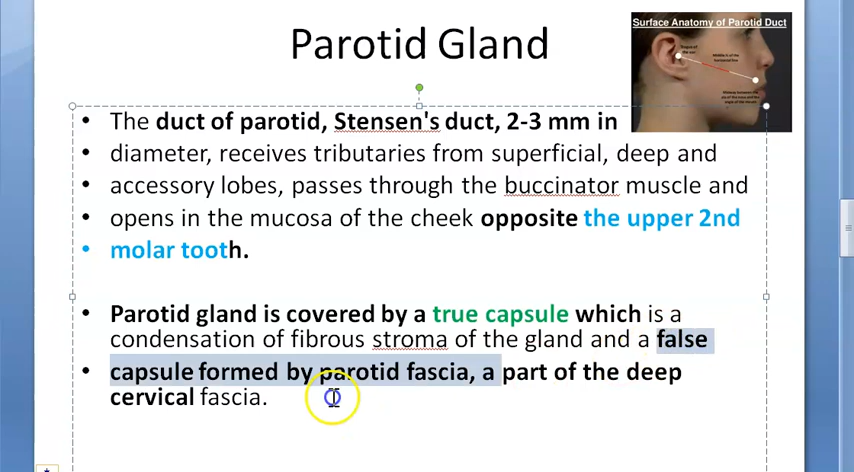 Parotid Gland
Surface Anatomy of Parotid Duct
• The duct of parotid, Stensen's duct, 2-3 mm in
• diameter, receives tributaries from superficial, deep and
• accessory lobes, passes through the buccinator muscle and
• opens in the mucosa of the cheek opposite the upper 2nd
• molar tooth.
• Parotid gland is covered by a true capsule which is a
condensation of fibrous stroma of the gland and a false
• capsule formed by parotid fascia, a part of the deep
cervical fascia.